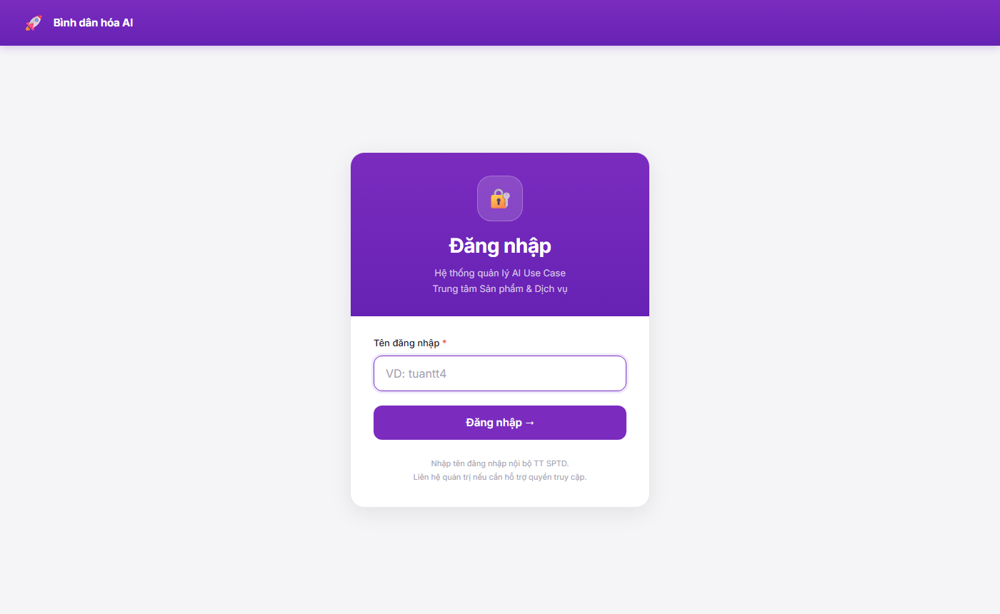 Bình dân hóa AI
Đăng nhập
Hệ thống quản lý AI Use Case
Trung tâm Sản phẩm & Dịch vụ
Tên đăng nhập *
VD: tuantt4
Đăng nhập →
Nhập tên đăng nhập nội bộ TT SPTD.
Liên hệ quản trị nếu cần hỗ trợ quyền truy cập.